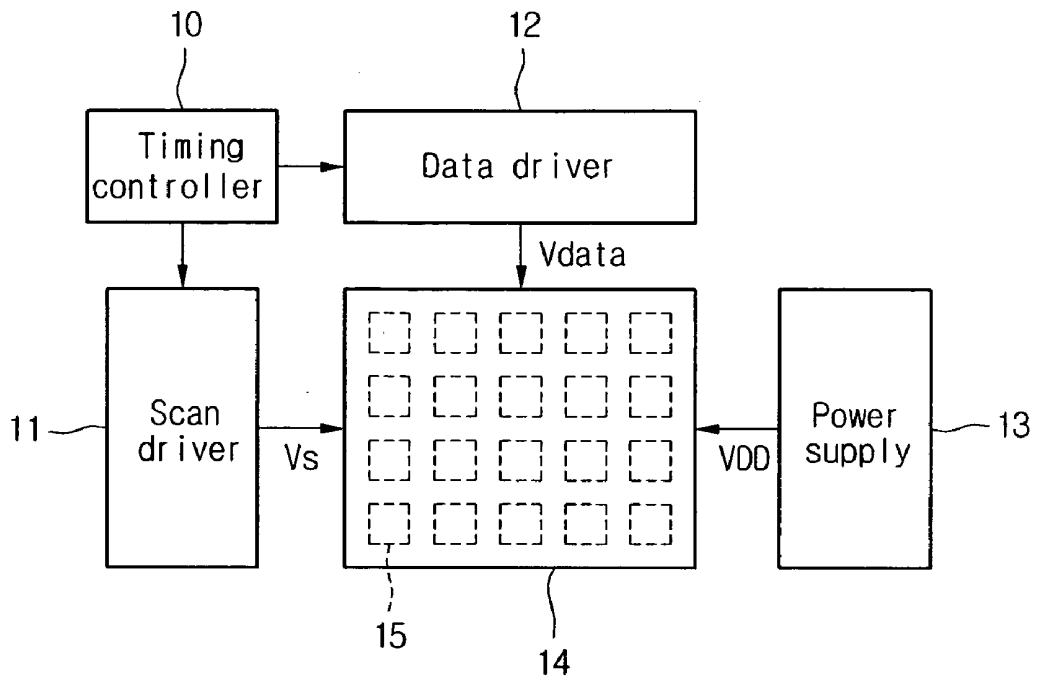 10
12
Timing
controller
Data driver
Vdata
11
Scan
driver
Vs
VDD
Power
supply
13
15
14